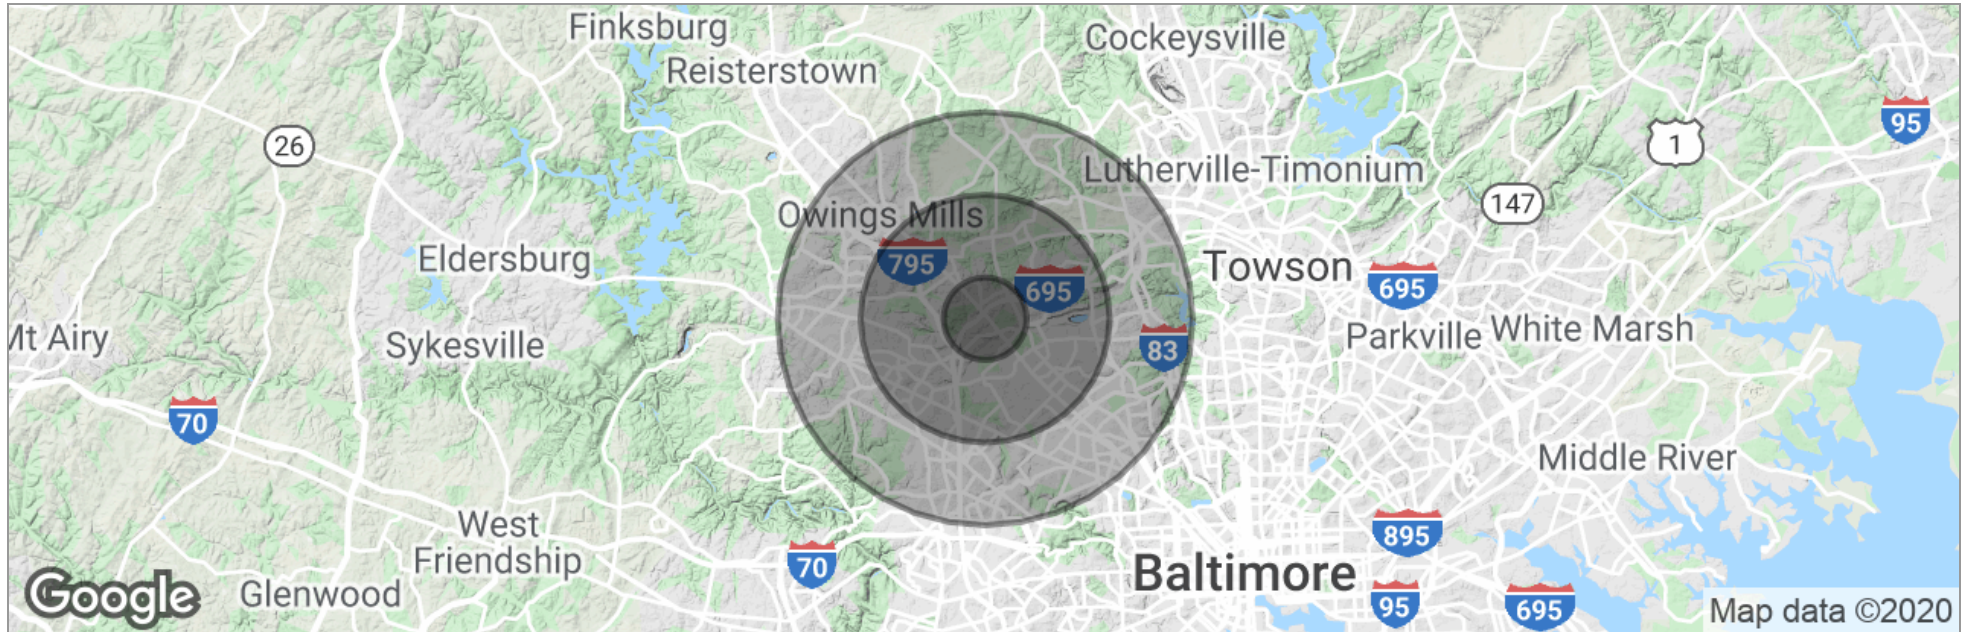 Finksburg
Cockeysville
Reisterstown
95
26
1
Lutherville-Timonium
147
Owings Mills
Eldersburg
795
Towson
695
695
Mt Airy
Sykesville
83
Parkville
White Marsh
70
Middle River
West
Friendship
895
70
Baltimore
Google
Glenwood
95
695
Map data ©2020